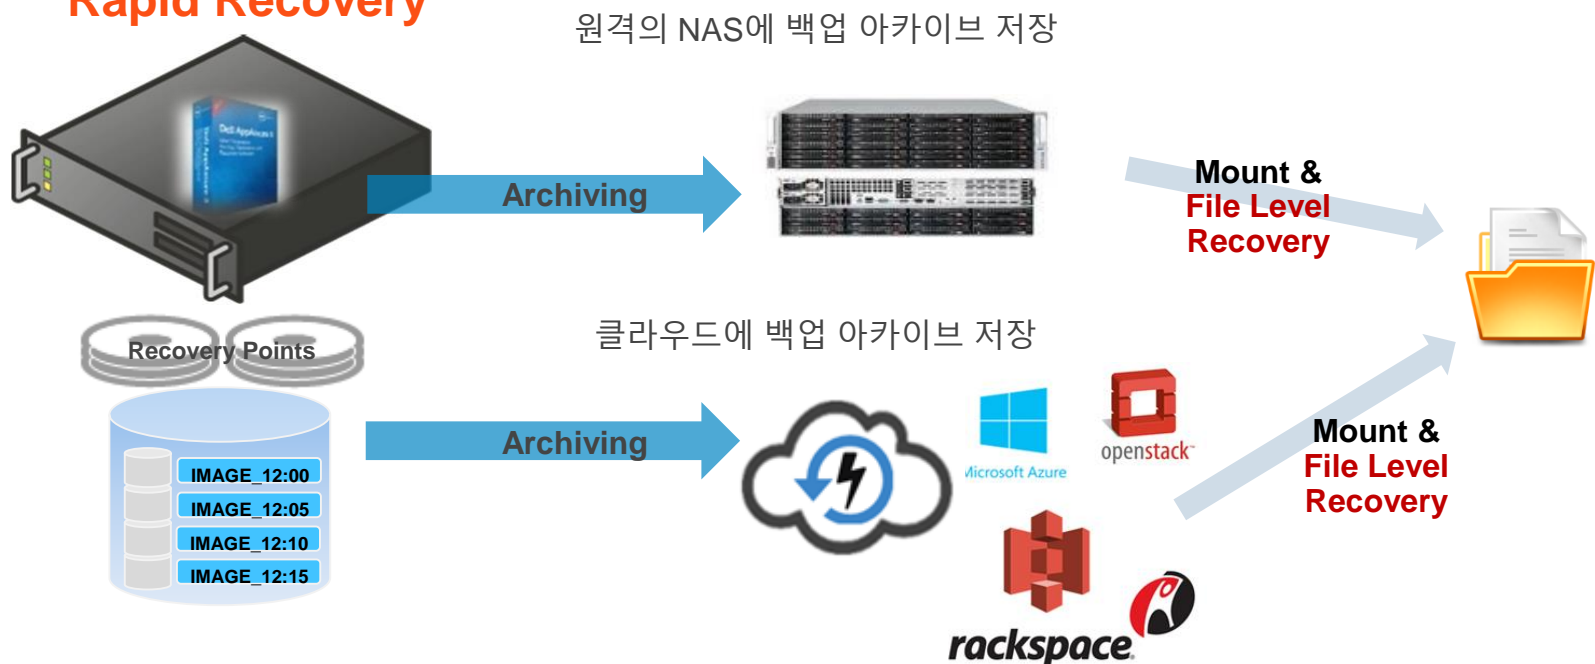 Rapid Recovery
원격의 NAS에 백업 아카이브 저장
Archiving
Mount &
File Level
Recovery
Recovery Points
클라우드에 백업 아카이브 저장
IMAGE_12:00
IMAGE_12:05
IMAGE_12:10
IMAGE_12:15
Archiving
Microsoft Azure
openstack
rackspace
Mount &
File Level
Recovery